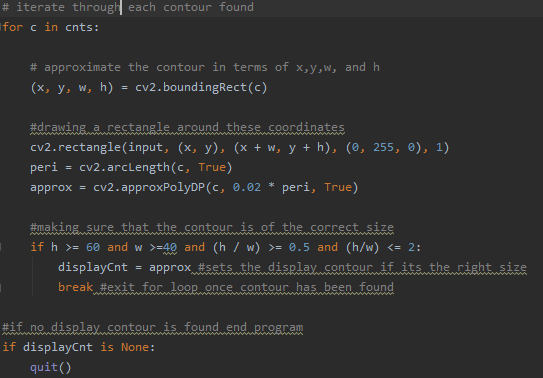 # iterate through each contour found
for c in cnts:
# approximate the contour in terms of x,y,w, and h
(x, y, w, h) = cv2.boundingRect(c)
#drawing a rectangle around these coordinates
cv2.rectangle(input, (x, y), (x + w, y + h), (0, 255, 0), 1)
peri = cv2.arcLength(c, True)
approx = cv2.approxPolyDP(c, 0.02 * peri, True)
#making sure that the contour is of the correct size
if h >= 60 and w >=40 and (h / w) >= 0.5 and (h/w) <= 2:
displayCnt = approx #sets the display contour if its the right size
break #exit for loop once contour has been found
#if no display contour is found end program
if displayCnt is None:
quit()